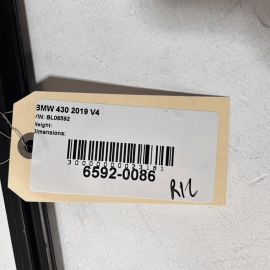 BMW 430 2019 V4
VIN: BL06592
Weight:
Dimensions:
6592-0086